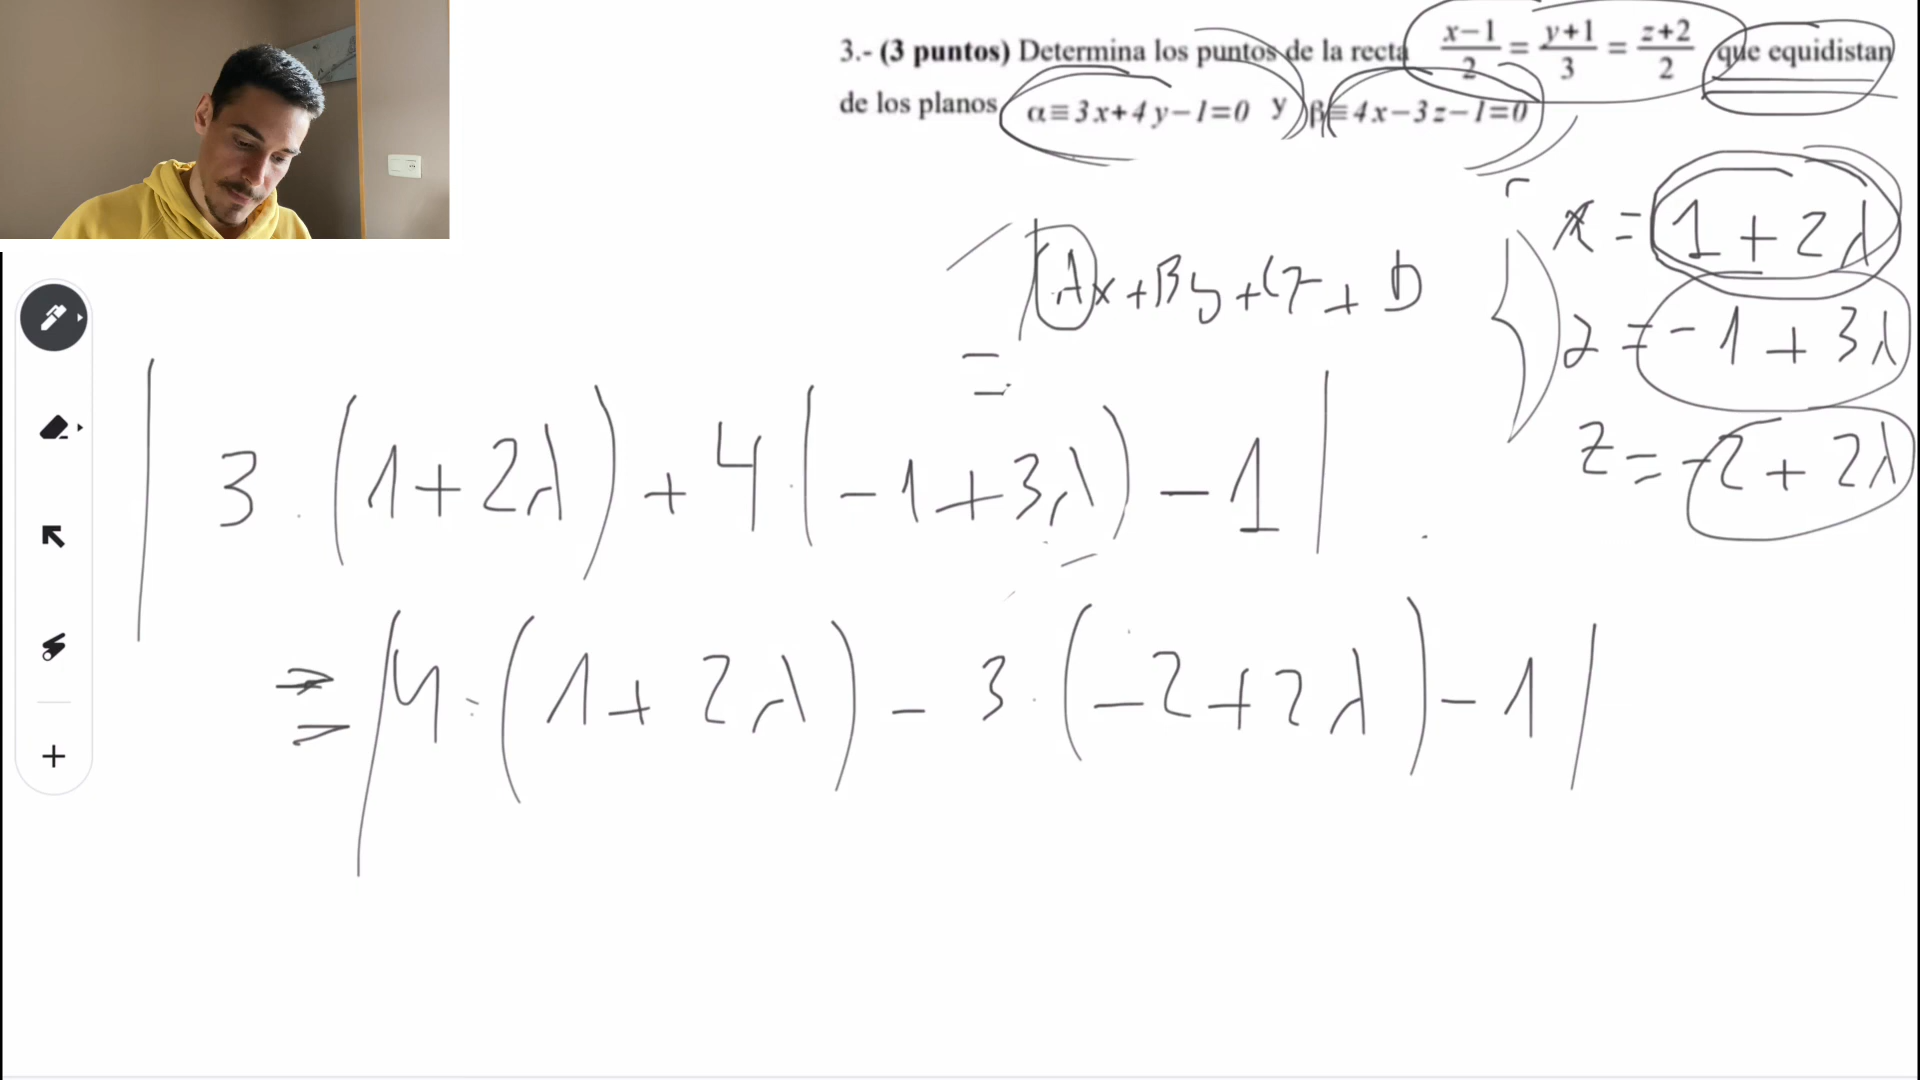 3.- (3 puntos) Determina los puntos de la recta x−1/2 = y+1/3 = z+2/2 que equidistan
de los planos α≡3x+4y−1=0 y β≡4x−3z−1=0
x = 1 + 2λ
|Ax+By+Cz+D
2 = -1 + 3λ
z = -2 + 2λ
=
| 3 · (1+2λ) + 4 · (-1+3λ) - 1 |
= | 4 · (1+2λ) - 3 · (-2+2λ) - 1 |